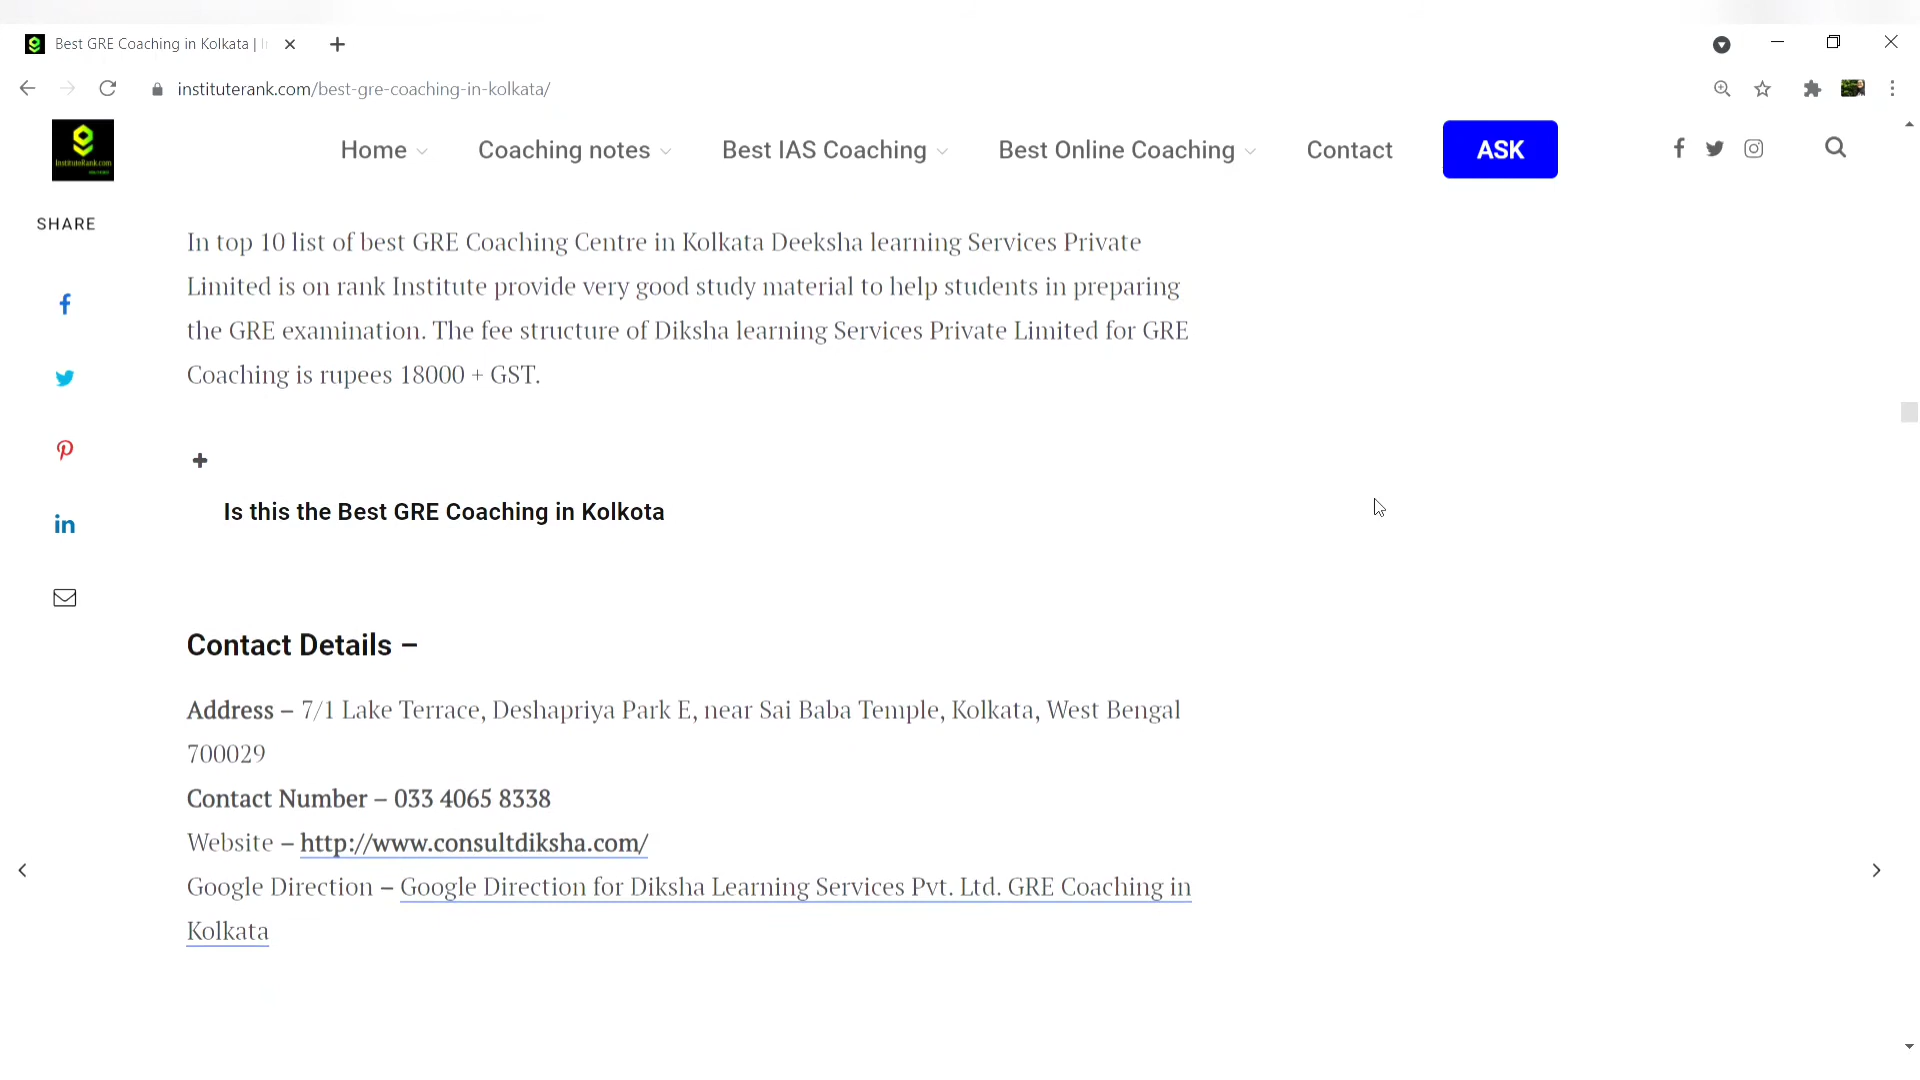 Best GRE Coaching in Kolkata |
instituterank.com/best-gre-coaching-in-kolkata/
InstituteRank.com
Home
Coaching notes
Best IAS Coaching
Best Online Coaching
Contact
ASK
SHARE
In top 10 list of best GRE Coaching Centre in Kolkata Deeksha learning Services Private
Limited is on rank Institute provide very good study material to help students in preparing
the GRE examination. The fee structure of Diksha learning Services Private Limited for GRE
Coaching is rupees 18000 + GST.
Is this the Best GRE Coaching in Kolkota
Contact Details –
Address – 7/1 Lake Terrace, Deshapriya Park E, near Sai Baba Temple, Kolkata, West Bengal
700029
Contact Number – 033 4065 8338
Website – http://www.consultdiksha.com/
Google Direction – Google Direction for Diksha Learning Services Pvt. Ltd. GRE Coaching in
Kolkata